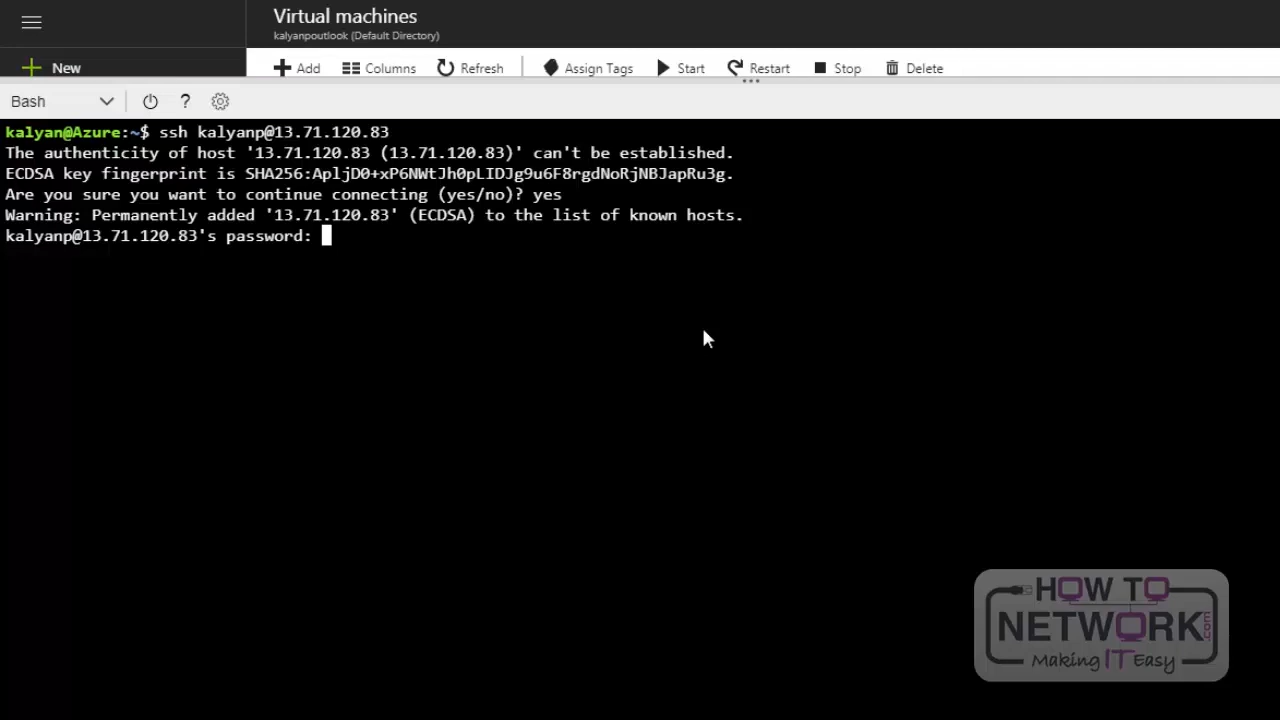 Virtual machines
kalyanpoutlook (Default Directory)
New
Add Columns Refresh Assign Tags Start Restart Stop Delete
Bash ?
kalyan@Azure:~$ ssh kalyanp@13.71.120.83
The authenticity of host '13.71.120.83 (13.71.120.83)' can't be established.
ECDSA key fingerprint is SHA256:ApljD0+xP6NWtJh0pLIDJg9u6F8rgdNoRjNBJapRu3g.
Are you sure you want to continue connecting (yes/no)? yes
Warning: Permanently added '13.71.120.83' (ECDSA) to the list of known hosts.
kalyanp@13.71.120.83's password:
HOW TO
NETWORK.com
Making IT Easy